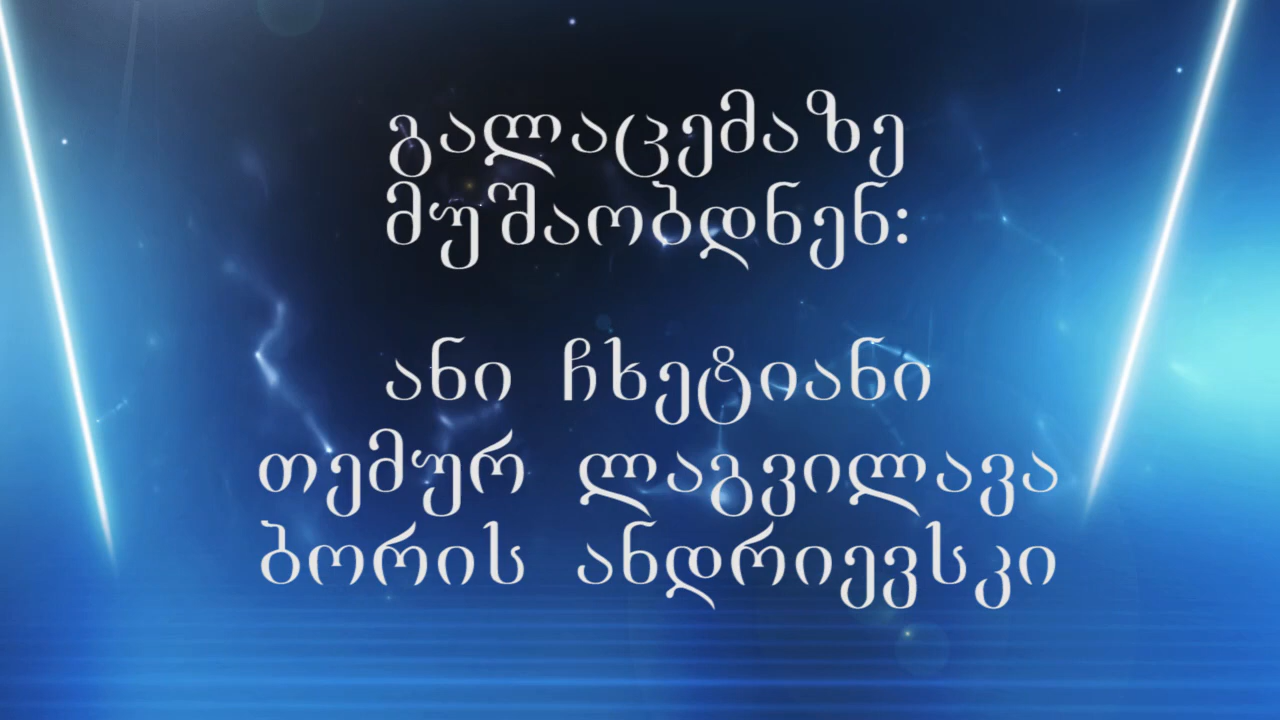 გალაცემაზე
მუშაობდნენ:
ანი ჩხეტიანი
თემურ ლაგვილავა
ბორის ანდრიევსკი